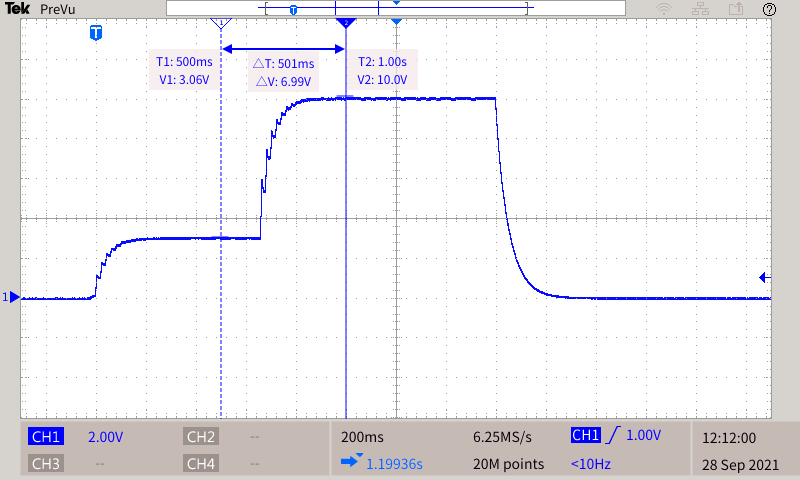 Tek PreVu
T
T
1 2
T1: 500ms △T: 501ms T2: 1.00s
V1: 3.06V △V: 6.99V V2: 10.0V
1
CH1 2.00V CH2 -- 200ms 6.25MS/s CH1 1.00V 12:12:00
CH3 -- CH4 -- 1.19936s 20M points <10Hz 28 Sep 2021